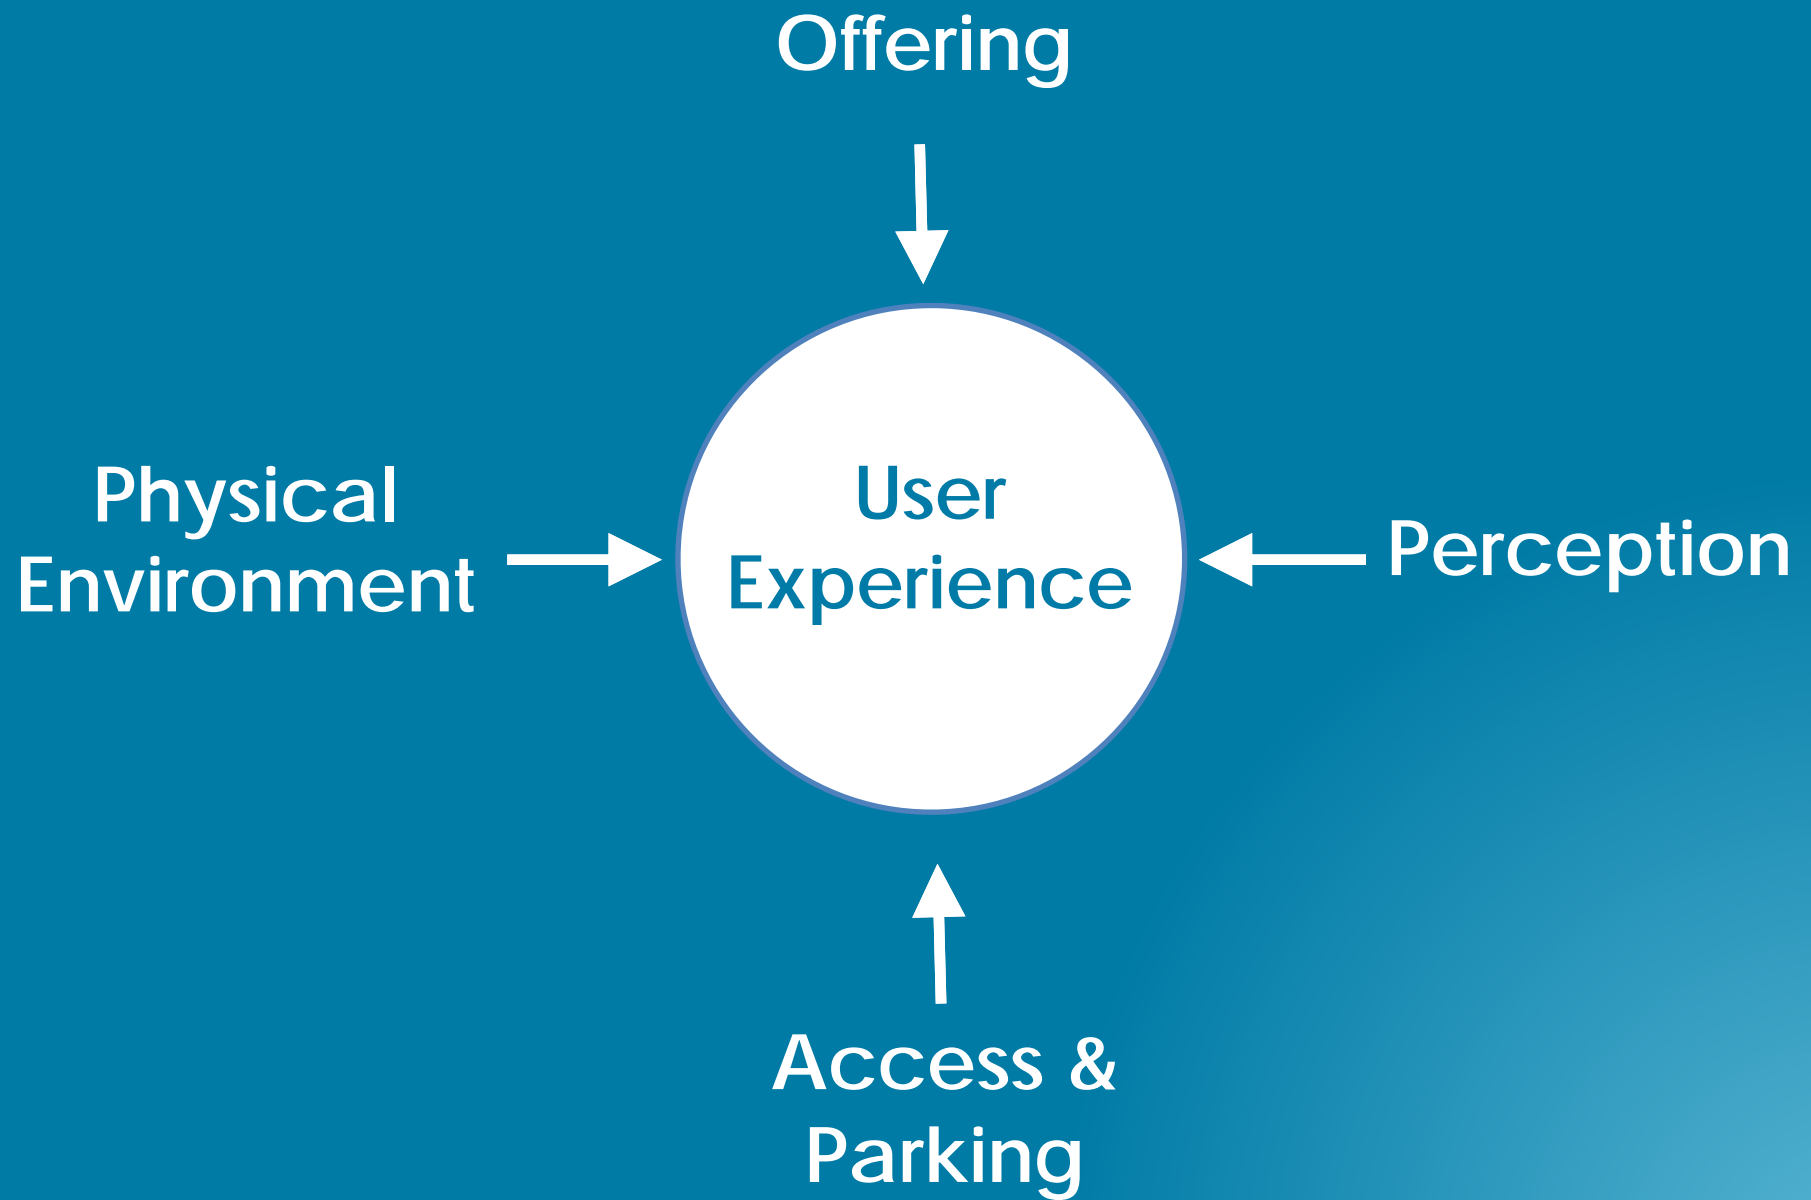 Offering
Physical
Environment
User
Experience
Perception
Access &
Parking